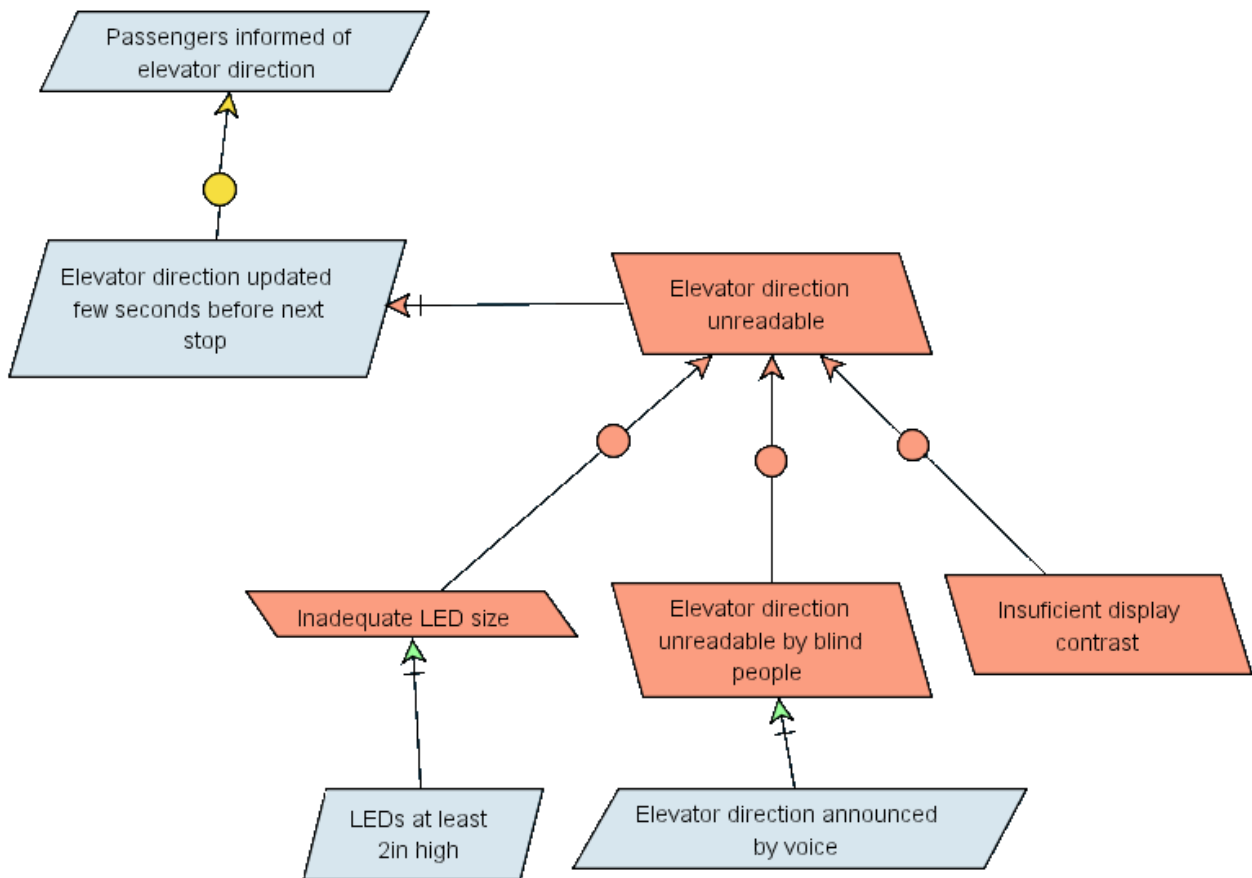 Passengers informed of
elevator direction
Elevator direction updated
few seconds before next
stop
Elevator direction
unreadable
Inadequate LED size
Elevator direction
unreadable by blind
people
Insuficient display
contrast
LEDs at least
2in high
Elevator direction announced
by voice